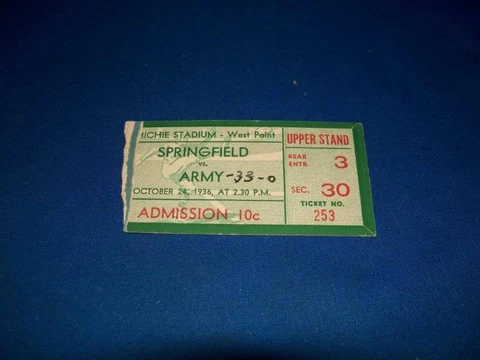 ICHIE STADIUM - West Point
SPRINGFIELD
vs.
ARMY -33-0
OCTOBER 24, 1936, AT 2.30 P.M.
ADMISSION 10c
UPPER STAND
REAR ENTR. 3
SEC. 30
TICKET NO.
253